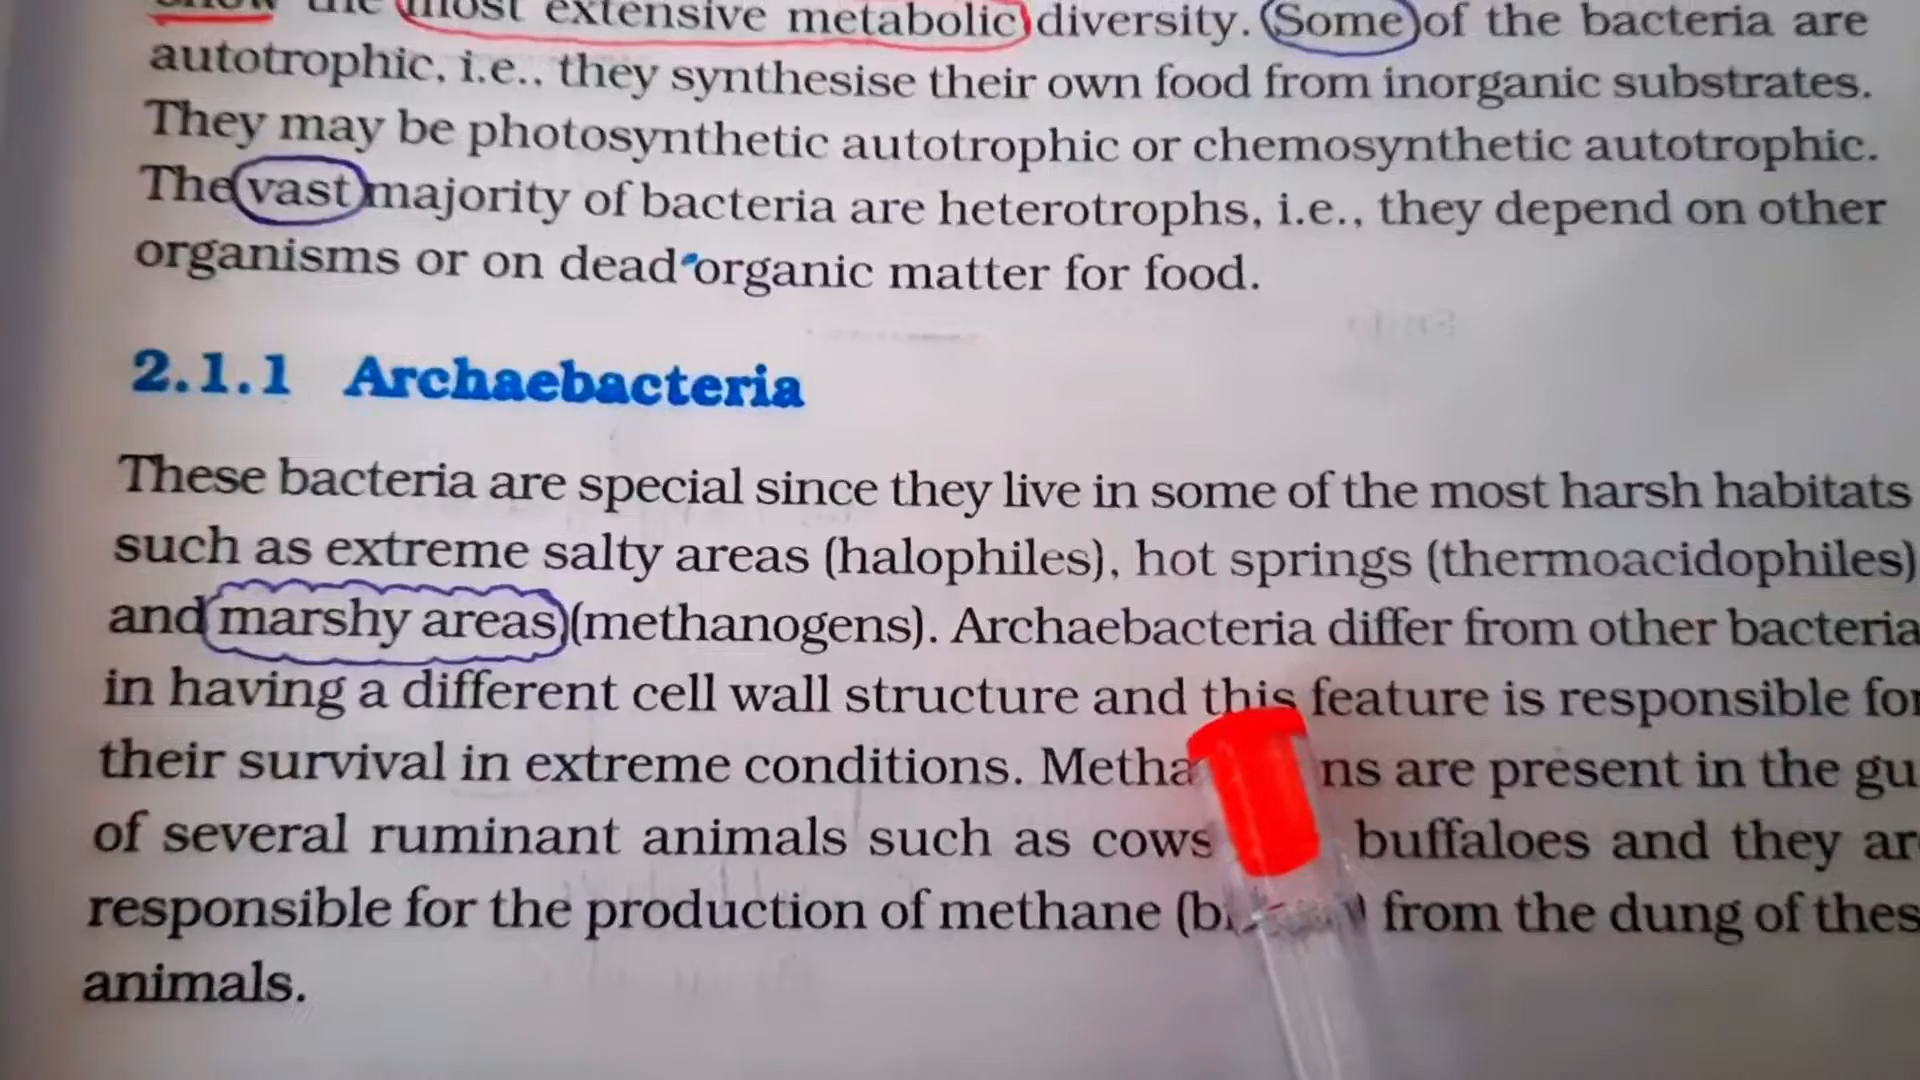 the most extensive metabolic diversity. Some of the bacteria are
autotrophic, i.e., they synthesise their own food from inorganic substrates.
They may be photosynthetic autotrophic or chemosynthetic autotrophic.
The vast majority of bacteria are heterotrophs, i.e., they depend on other
organisms or on dead organic matter for food.
2.1.1 Archaebacteria
These bacteria are special since they live in some of the most harsh habitats
such as extreme salty areas (halophiles), hot springs (thermoacidophiles)
and marshy areas (methanogens). Archaebacteria differ from other bacteria
in having a different cell wall structure and this feature is responsible for
their survival in extreme conditions. are present in the
of several ruminant animals such as cows buffaloes and they
responsible for the production of methane from the dung of
animals.